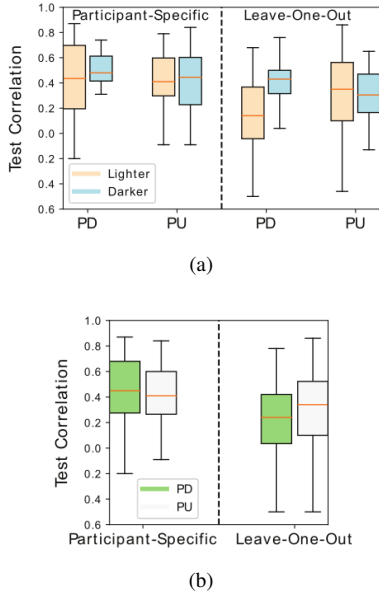 (a)
Participant-Specific Leave-One-Out
1.0
0.8
0.6
0.4
0.2
0.0
0.2
0.4
0.6
Test Correlation
Lighter
Darker
PD PU PD PU
(a)
1.0
0.8
0.6
0.4
0.2
0.0
0.2
0.4
0.6
Test Correlation
PD
PU
Participant-Specific Leave-One-Out
(b)